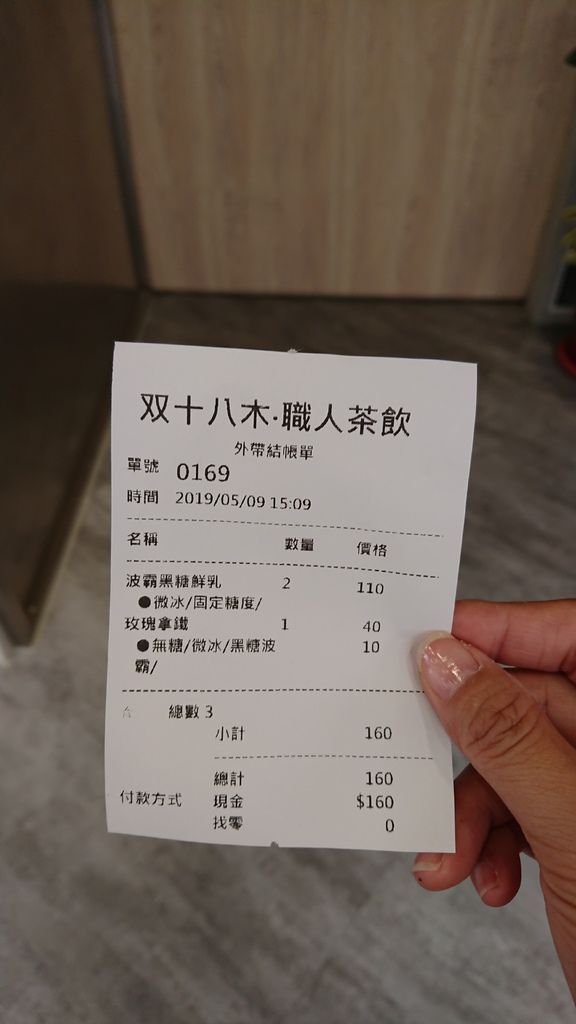 双十八木·職人茶飲
外帶結帳單
單號 0169
時間 2019/05/09 15:09
名稱 數量 價格
波霸黑糖鮮乳 2 110
●微冰/固定糖度/
玫瑰拿鐵 1 40
●無糖/微冰/黑糖波 10
霸/
總數 3
小計 160
總計 160
付款方式 現金 $160
找零 0